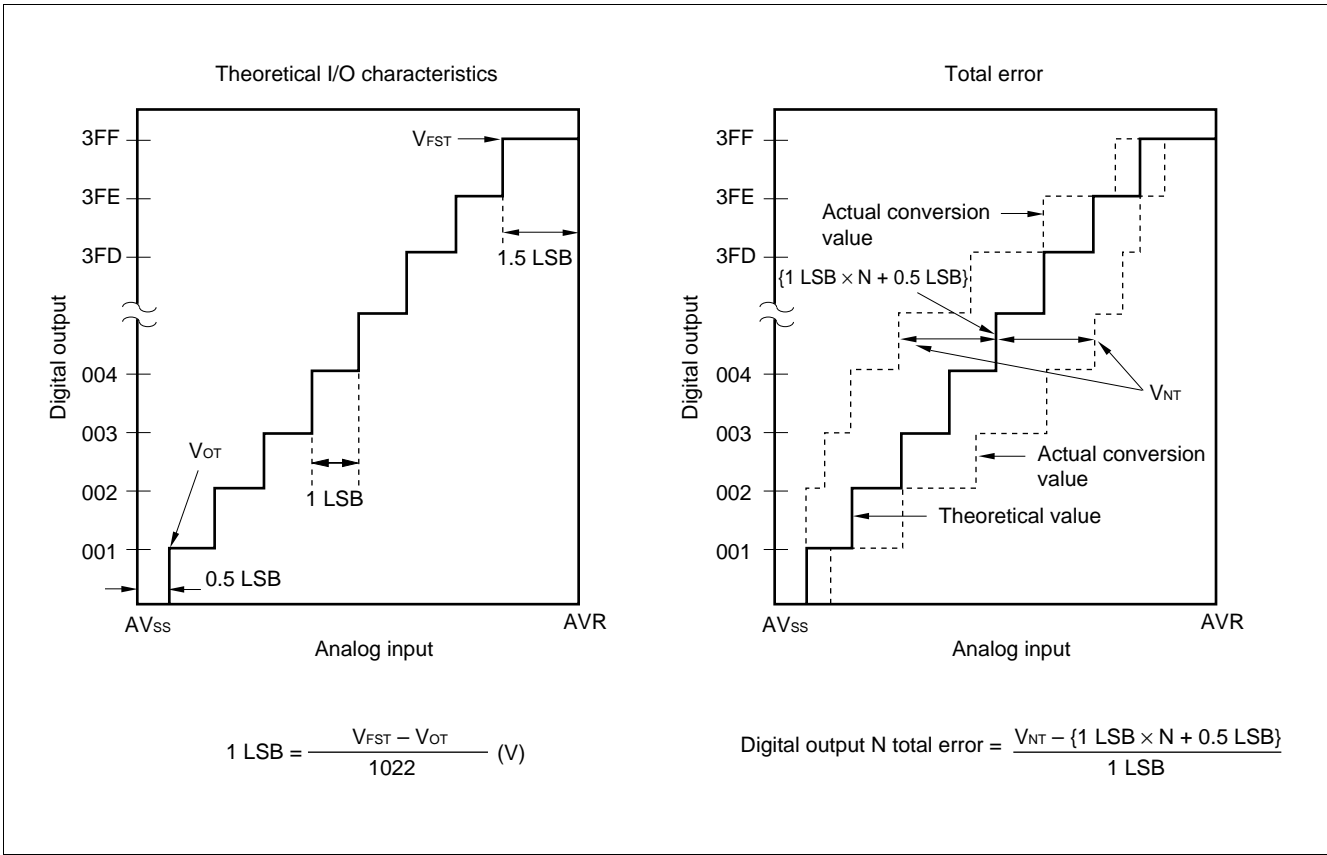 Theoretical I/O characteristics
3FF
3FE
3FD
004
003
002
001
Digital output
VFST
1.5 LSB
VOT
1 LSB
0.5 LSB
AVSS
AVR
Analog input
1 LSB = VFST – VOT
1022
(V)
Total error
3FF
3FE
3FD
004
003
002
001
Digital output
Actual conversion
value
{1 LSB × N + 0.5 LSB}
VNT
Actual conversion
value
Theoretical value
AVSS
AVR
Analog input
Digital output N total error = VNT – {1 LSB × N + 0.5 LSB}
1 LSB